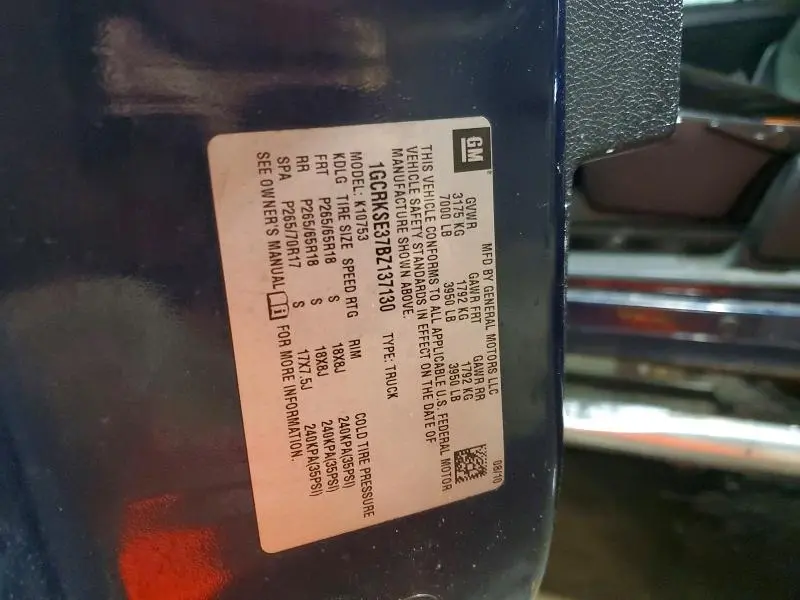 GM
MFD BY GENERAL MOTORS LLC
08/10
GVWR GAWR FRT GAWR RR
3175 KG 1792 KG 1792 KG
7000 LB 3950 LB 3950 LB
THIS VEHICLE CONFORMS TO ALL APPLICABLE U.S. FEDERAL MOTOR
VEHICLE SAFETY STANDARDS IN EFFECT ON THE DATE OF
MANUFACTURE SHOWN ABOVE.
1GCRKSE37BZ137130 TYPE: TRUCK
MODEL: K10753
KDLG TIRE SIZE SPEED RTG RIM COLD TIRE PRESSURE
FRT P265/65R18 S 18X8J 240KPA(35PSI)
RR P265/65R18 S 18X8J 240KPA(35PSI)
SPA P265/70R17 S 17X7.5J 240KPA(35PSI)
SEE OWNER'S MANUAL FOR MORE INFORMATION.